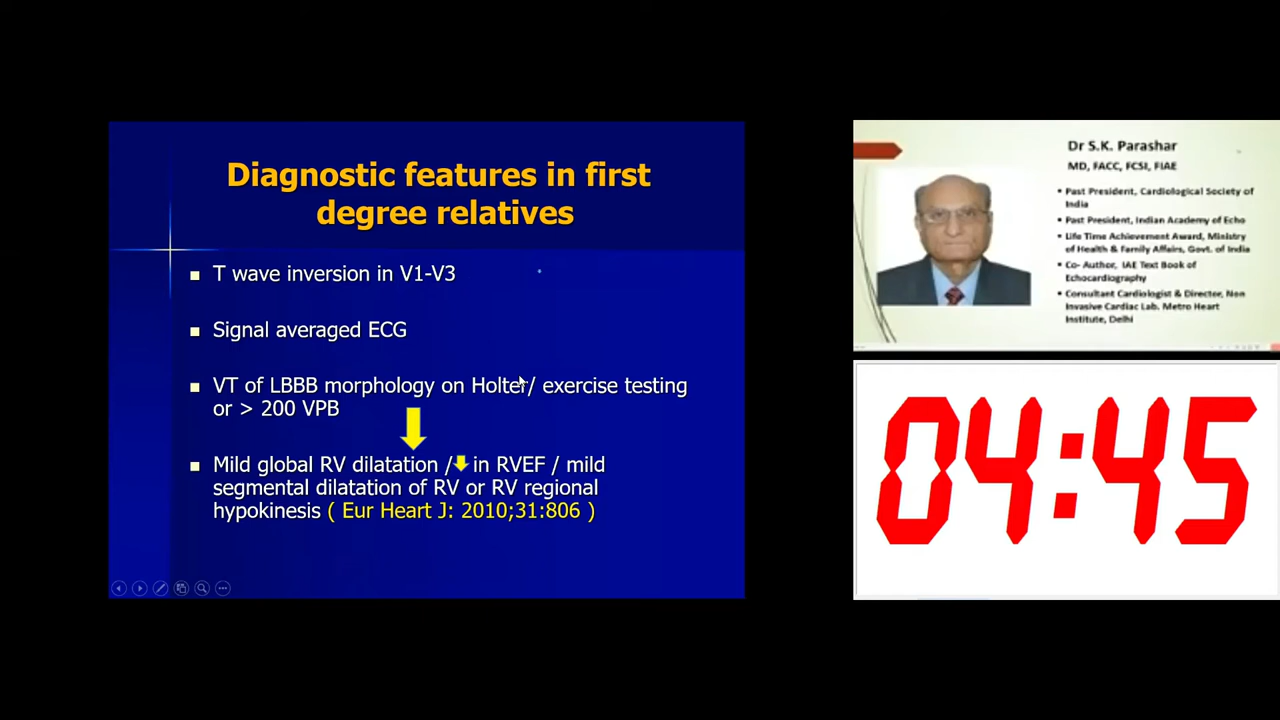 Diagnostic features in first
degree relatives
▪ T wave inversion in V1-V3
▪ Signal averaged ECG
▪ VT of LBBB morphology on Holter/ exercise testing
or > 200 VPB
▪ Mild global RV dilatation / in RVEF / mild
segmental dilatation of RV or RV regional
hypokinesis ( Eur Heart J: 2010;31:806 )
Dr S.K. Parashar
MD, FACC, FCSI, FIAE
▪ Past President, Cardiological Society of
India
▪ Past President, Indian Academy of Echo
▪ Life Time Achievement Award, Ministry
of Health & Family Affairs, Govt. of India
▪ Co- Author, IAE Text Book of
Echocardiography
▪ Consultant Cardiologist & Director, Non
Invasive Cardiac Lab. Metro Heart
Institute, Delhi
04:45